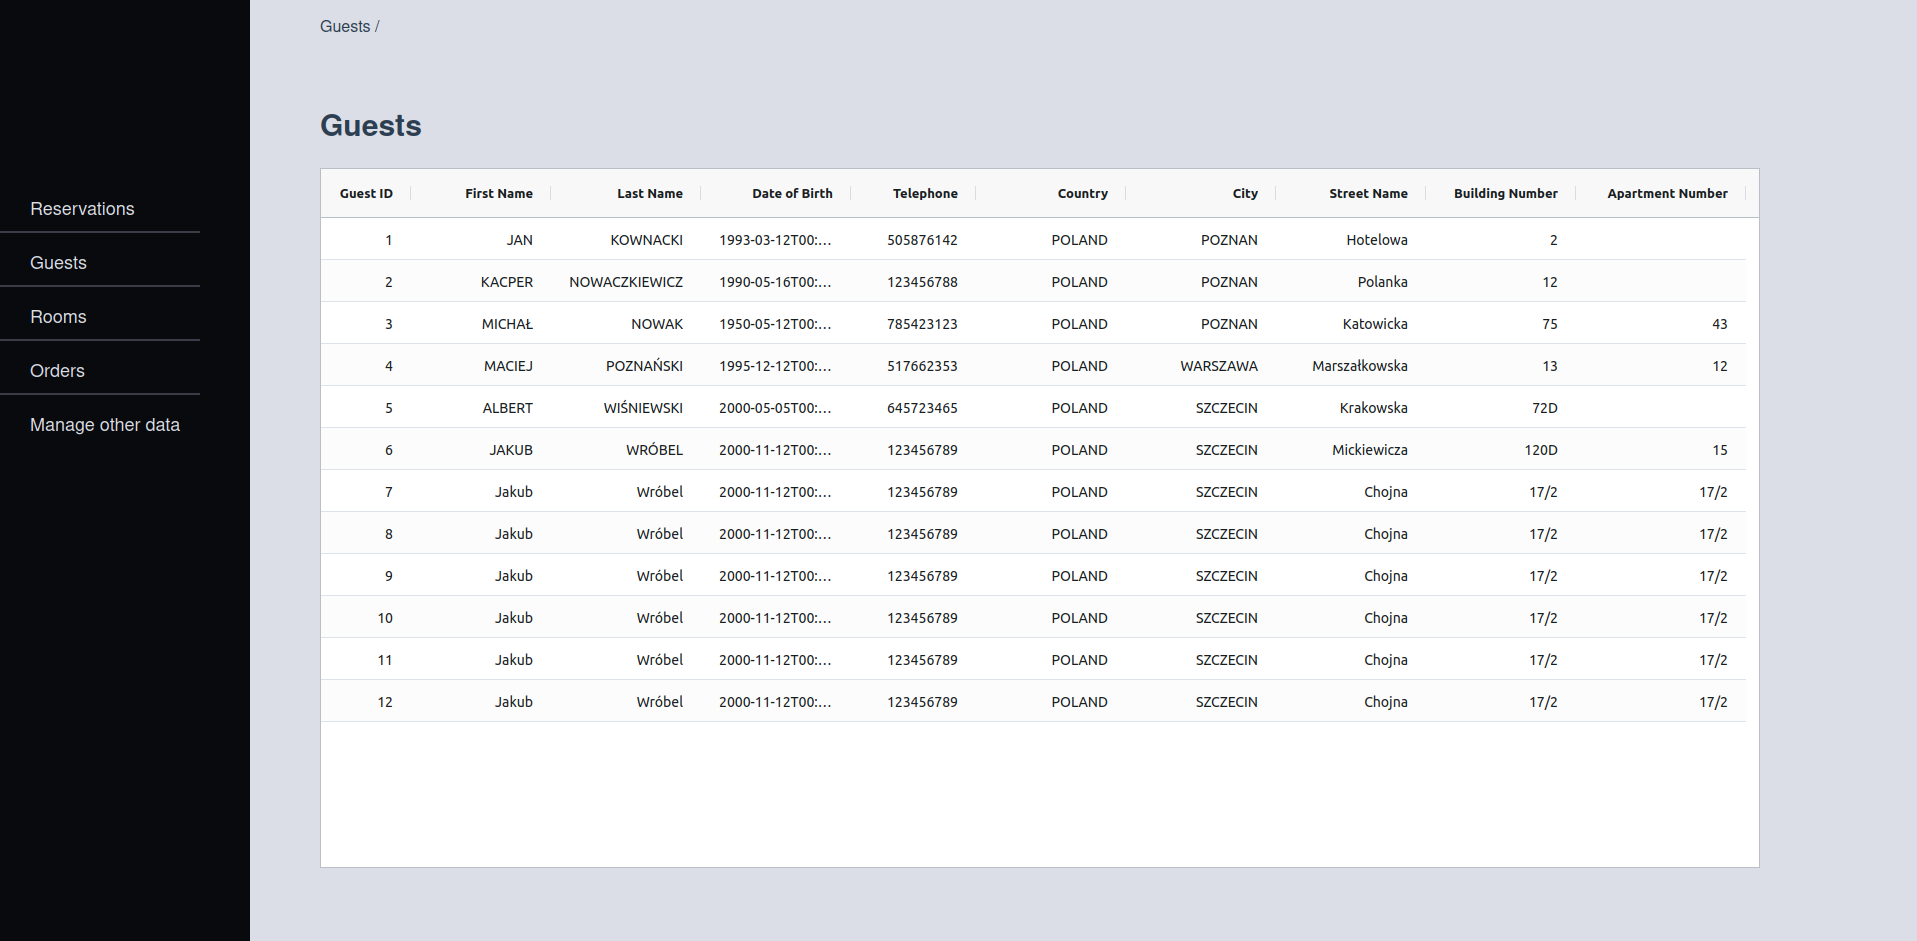 Guests /
Reservations
Guests
Rooms
Orders
Manage other data
Guests
Guest ID First Name Last Name Date of Birth Telephone Country City Street Name Building Number Apartment Number
1 JAN KOWNACKI 1993-03-12T00:... 505876142 POLAND POZNAN Hotelowa 2
2 KACPER NOWACZKIEWICZ 1990-05-16T00:... 123456788 POLAND POZNAN Polanka 12
3 MICHAŁ NOWAK 1950-05-12T00:... 785423123 POLAND POZNAN Katowicka 75 43
4 MACIEJ POZNAŃSKI 1995-12-12T00:... 517662353 POLAND WARSZAWA Marszałkowska 13 12
5 ALBERT WIŚNIEWSKI 2000-05-05T00:... 645723465 POLAND SZCZECIN Krakowska 72D
6 JAKUB WRÓBEL 2000-11-12T00:... 123456789 POLAND SZCZECIN Mickiewicza 120D 15
7 Jakub Wróbel 2000-11-12T00:... 123456789 POLAND SZCZECIN Chojna 17/2 17/2
8 Jakub Wróbel 2000-11-12T00:... 123456789 POLAND SZCZECIN Chojna 17/2 17/2
9 Jakub Wróbel 2000-11-12T00:... 123456789 POLAND SZCZECIN Chojna 17/2 17/2
10 Jakub Wróbel 2000-11-12T00:... 123456789 POLAND SZCZECIN Chojna 17/2 17/2
11 Jakub Wróbel 2000-11-12T00:... 123456789 POLAND SZCZECIN Chojna 17/2 17/2
12 Jakub Wróbel 2000-11-12T00:... 123456789 POLAND SZCZECIN Chojna 17/2 17/2